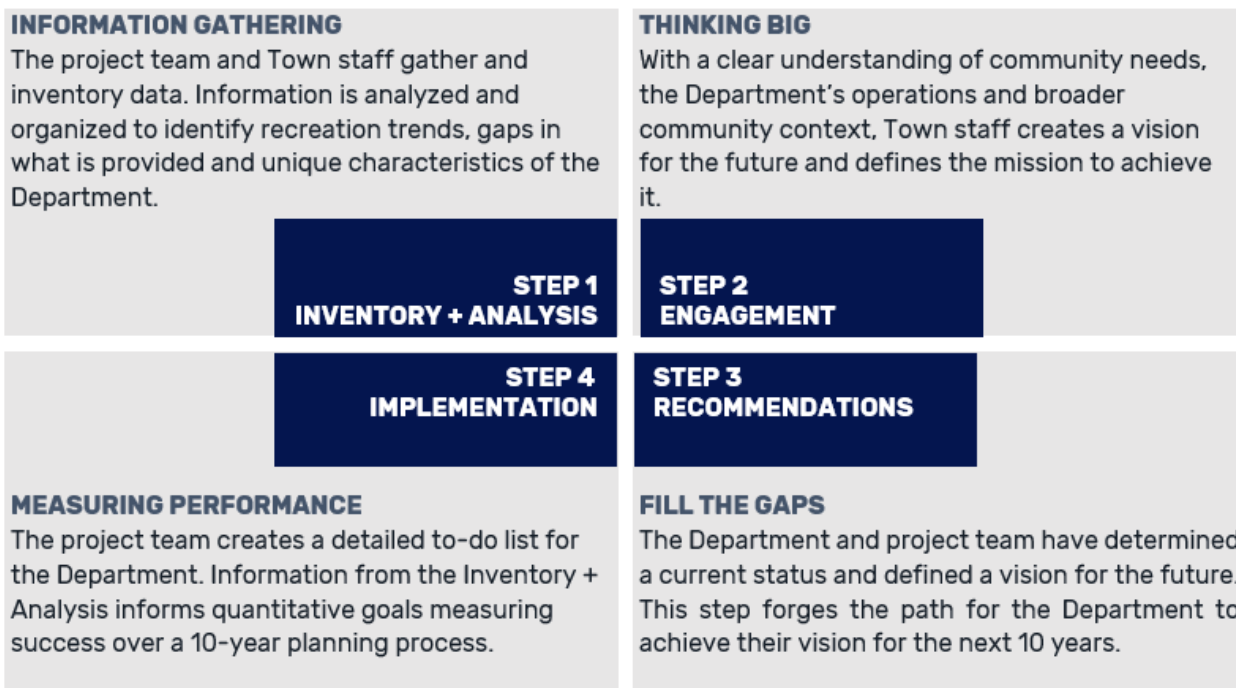 INFORMATION GATHERING
The project team and Town staff gather and
inventory data. Information is analyzed and
organized to identify recreation trends, gaps in
what is provided and unique characteristics of the
Department.
STEP 1
INVENTORY + ANALYSIS
THINKING BIG
With a clear understanding of community needs,
the Department's operations and broader
community context, Town staff creates a vision
for the future and defines the mission to achieve
it.
STEP 2
ENGAGEMENT
STEP 3
RECOMMENDATIONS
FILL THE GAPS
The Department and project team have determined
a current status and defined a vision for the future.
This step forges the path for the Department to
achieve their vision for the next 10 years.
STEP 4
IMPLEMENTATION
MEASURING PERFORMANCE
The project team creates a detailed to-do list for
the Department. Information from the Inventory +
Analysis informs quantitative goals measuring
success over a 10-year planning process.